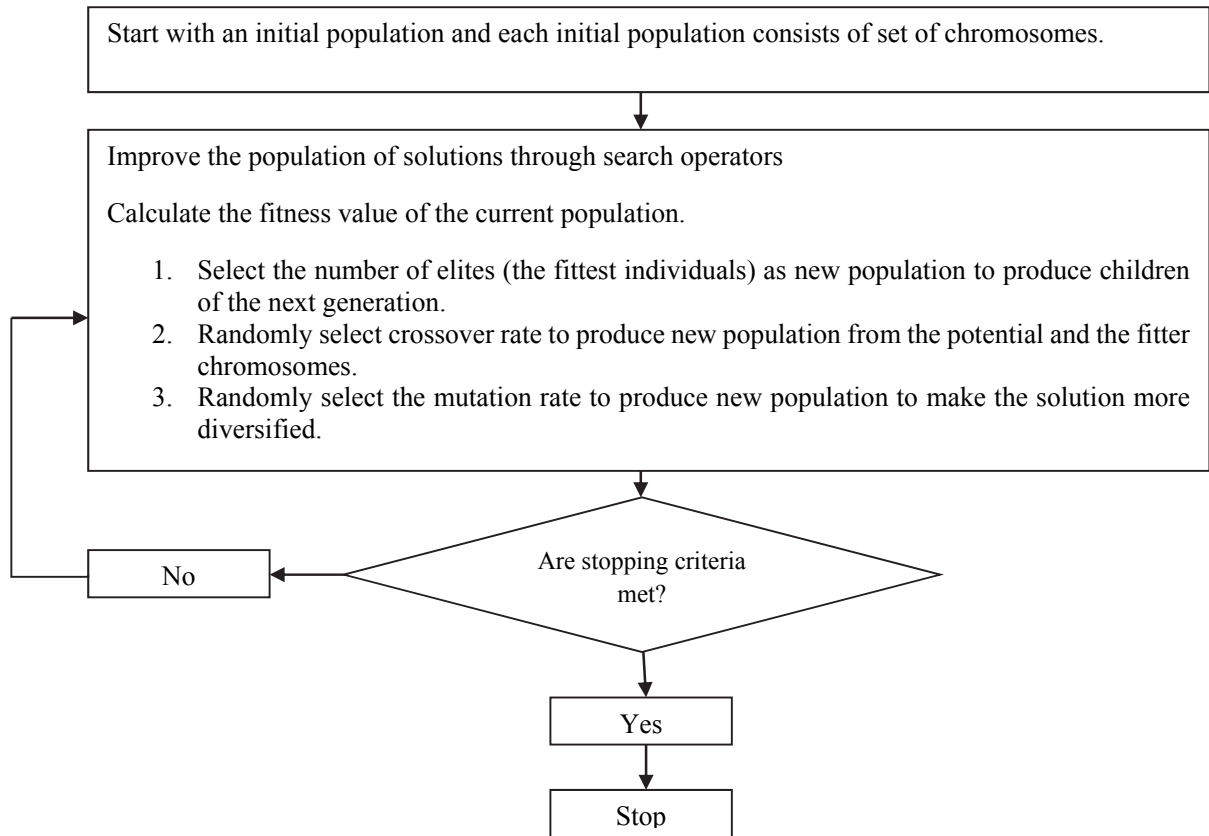 Start with an initial population and each initial population consists of set of chromosomes.
Improve the population of solutions through search operators
Calculate the fitness value of the current population.
1. Select the number of elites (the fittest individuals) as new population to produce children
of the next generation.
2. Randomly select crossover rate to produce new population from the potential and the fitter
chromosomes.
3. Randomly select the mutation rate to produce new population to make the solution more
diversified.
Are stopping criteria
met?
No
Yes
Stop